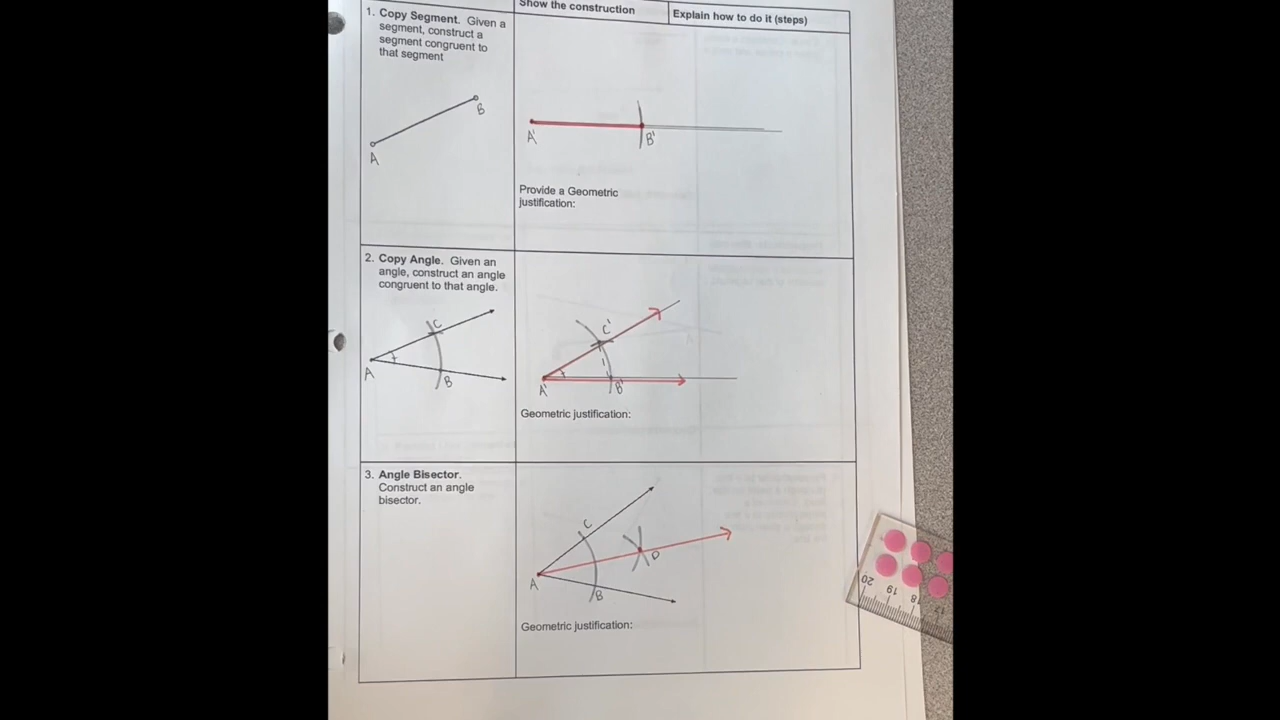 Show the construction
Explain how to do it (steps)
1. Copy Segment. Given a
segment, construct a
segment congruent to
that segment
B
A
A'
B'
Provide a Geometric
justification:
2. Copy Angle. Given an
angle, construct an angle
congruent to that angle.
C
A
B
C'
A'
B'
Geometric justification:
3. Angle Bisector.
Construct an angle
bisector.
C
D
A
B
Geometric justification:
20 19 18 17